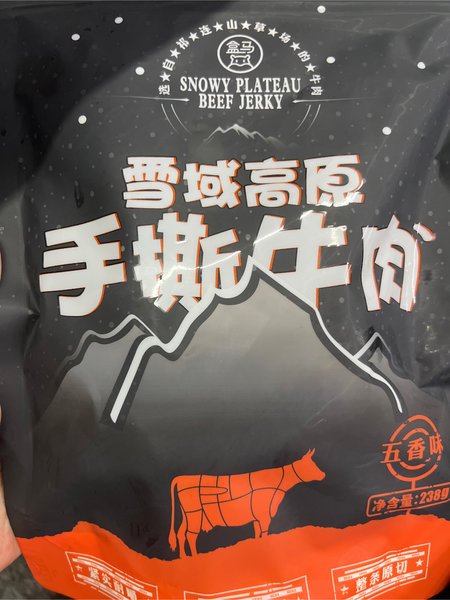 选自祁连山草场的牛肉
盒马
SNOWY PLATEAU
BEEF JERKY
雪域高原
手撕牛肉
五香味
净含量:238g
紧实耐嚼
整条原切